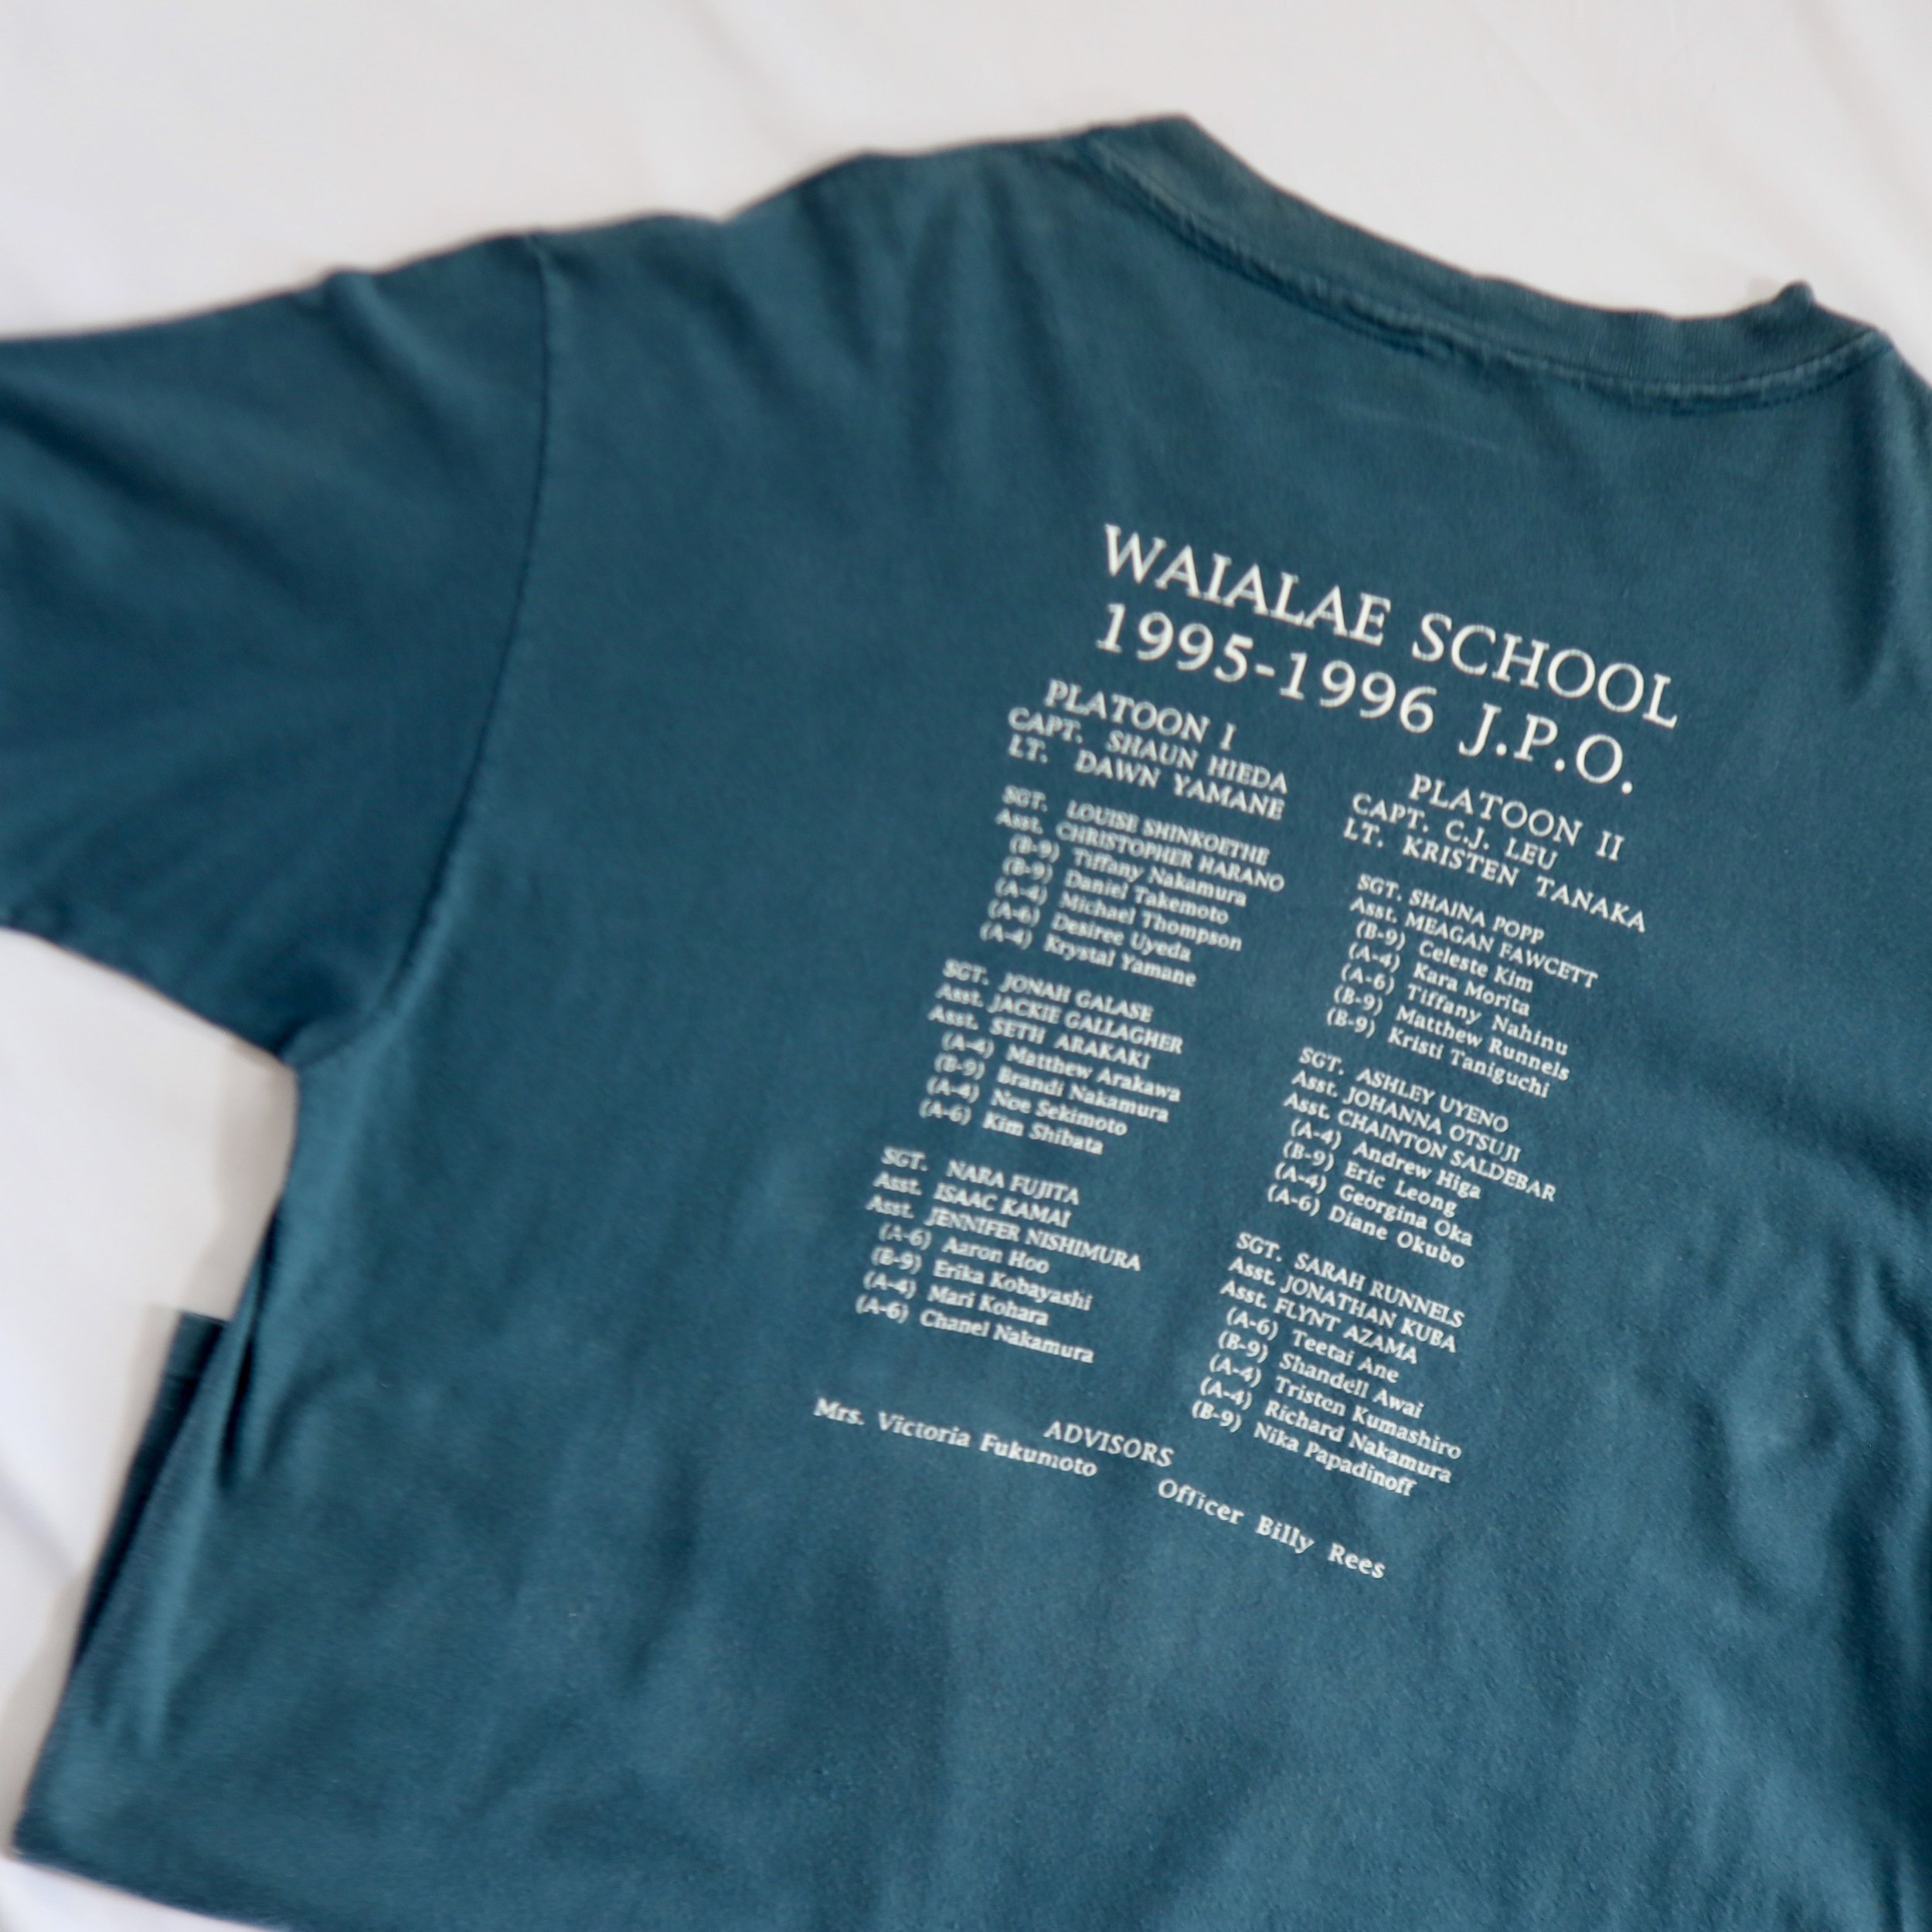 WAIALAE SCHOOL
1995-1996 J.P.O.
PLATOON I
CAPT. SHAUN HIEDA
LT. DAWN YAMANE
SGT. LOUISE SHINKOETHE
Asst. CHRISTOPHER HARANO
(B-9) Tiffany Nakamura
(B-9) Daniel Takemoto
(A-4) Michael Thompson
(A-6) Desiree Uyeda
(A-4) Krystal Yamane
SGT. JONAH GALASE
Asst. JACKIE GALLAGHER
Asst. SETH ARAKAKI
(A-4) Matthew Arakawa
(B-9) Brandi Nakamura
(A-4) Noe Sekimoto
(A-6) Kim Shibata
SGT. NARA FUJITA
Asst. ISAAC KAMAI
Asst. JENNIFER NISHIMURA
(A-6) Aaron Hoo
(B-9) Erika Kobayashi
(A-4) Mari Kohara
(A-6) Chanel Nakamura
PLATOON II
CAPT. C.J. LEU
LT. KRISTEN TANAKA
SGT. SHAINA POPP
Asst. MEAGAN FAWCETT
(B-9) Celeste Kim
(A-4) Kara Morita
(A-6) Tiffany Nahinu
(B-9) Matthew Runnels
(B-9) Kristi Taniguchi
SGT. ASHLEY UYENO
Asst. JOHANNA OTSUJI
Asst. CHAINTON SALDEBAR
(A-4) Andrew Higa
(B-9) Eric Leong
(A-4) Georgina Oka
(A-6) Diane Okubo
SGT. SARAH RUNNELS
Asst. JONATHAN KUBA
Asst. FLYNT AZAMA
(A-6) Teetai Ane
(B-9) Shandell Awai
(A-4) Tristen Kumashiro
(A-4) Richard Nakamura
(B-9) Nika Papadinoff
ADVISORS
Mrs. Victoria Fukumoto Officer Billy Rees